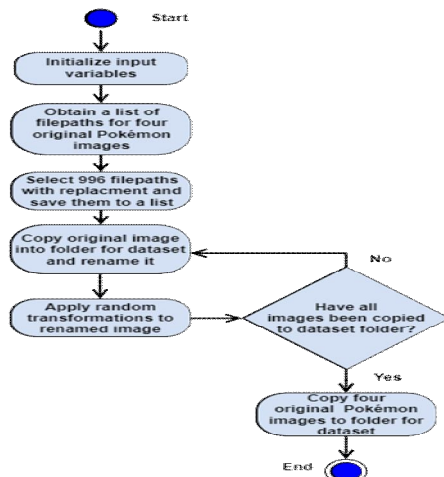 Start
Initialize input
variables
Obtain a list of
filepaths for four
original Pokémon
images
Select 996 filepaths
with replacment and
save them to a list
Copy original image
into folder for dataset
and rename it
No
Apply random
transformations to
renamed image
Have all
images been copied
to dataset folder?
Yes
Copy four
original Pokémon
images to folder for
dataset
End